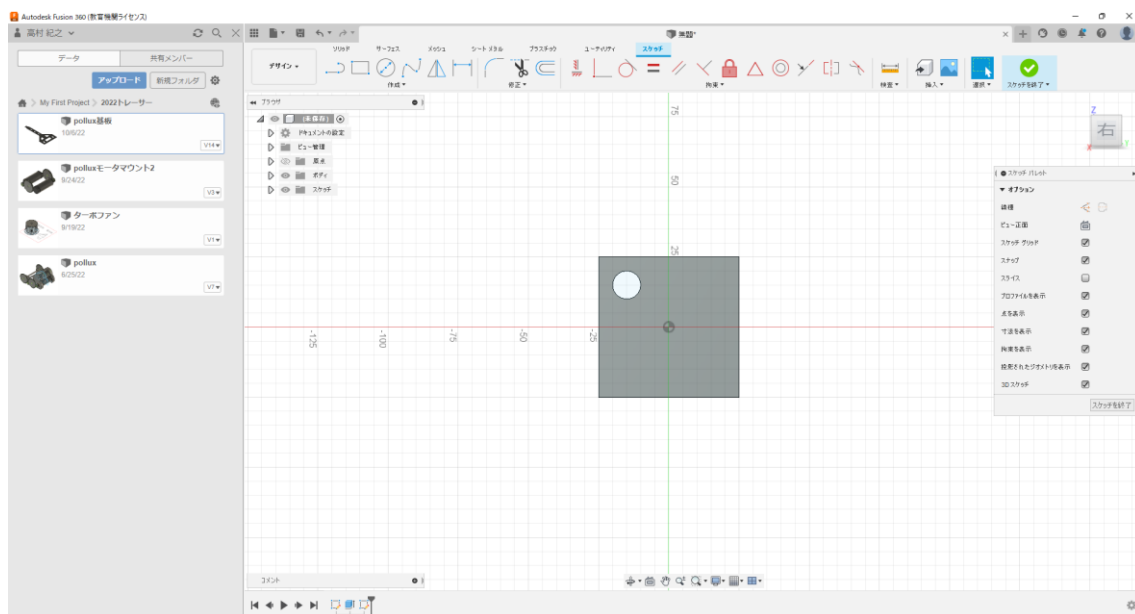 Autodesk Fusion 360 (教育機関ライセンス)
高村 紀之
無題*
データ
共有メンバー
アップロード
新規フォルダ
My First Project > 2022トレーサー
pollux基板
10/6/22
V14
polluxモータマウント2
9/24/22
V3
ターボファン
9/19/22
V1
pollux
6/25/22
V7
ソリッド
サーフェス
メッシュ
シート メタル
プラスチック
ユーティリティ
スケッチ
デザイン
作成
修正
拘束
検査
挿入
選択
スケッチを終了
ブラウザ
(未保存)
ドキュメントの設定
ビュー管理
原点
ボディ
スケッチ
75
50
25
-125
-100
-75
-50
-25
Z
右
X
Y
スケッチ パレット
オプション
線種
ビュー正面
スケッチ グリッド
スナップ
スライス
プロファイルを表示
点を表示
寸法を表示
拘束を表示
投影されたジオメトリを表示
3D スケッチ
スケッチを終了
コメント